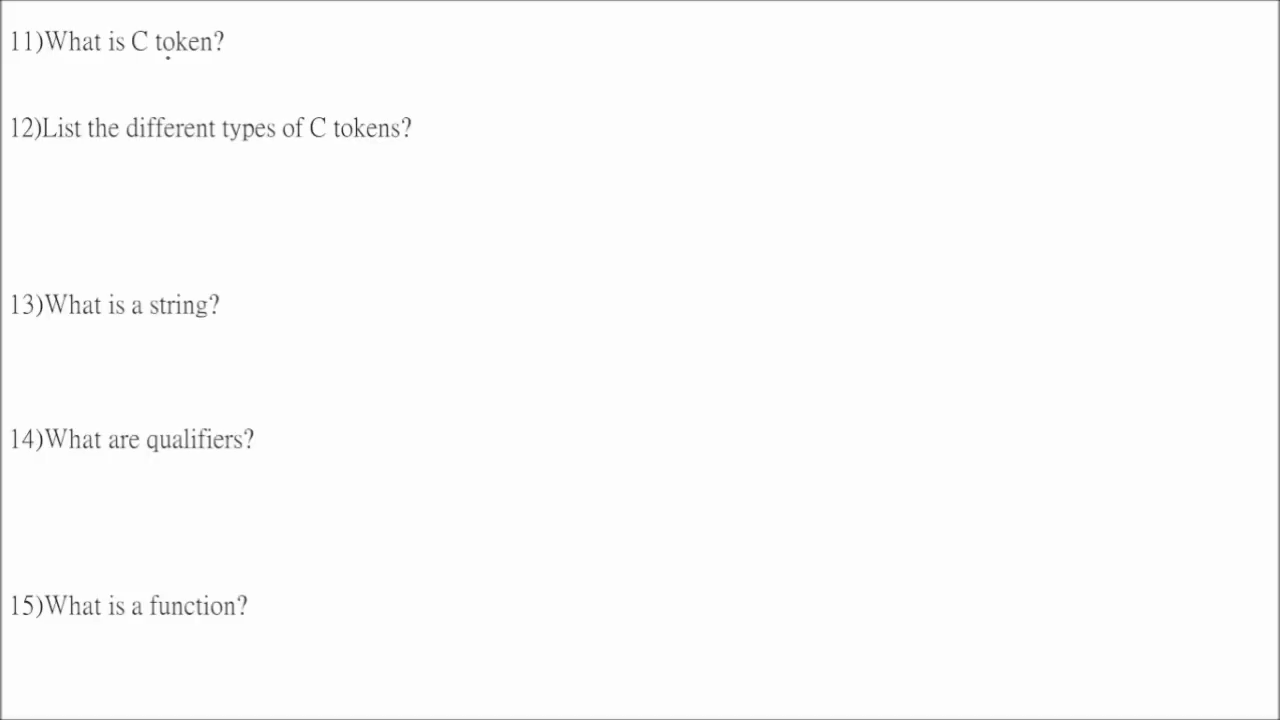 11)What is C token?
12)List the different types of C tokens?
13)What is a string?
14)What are qualifiers?
15)What is a function?